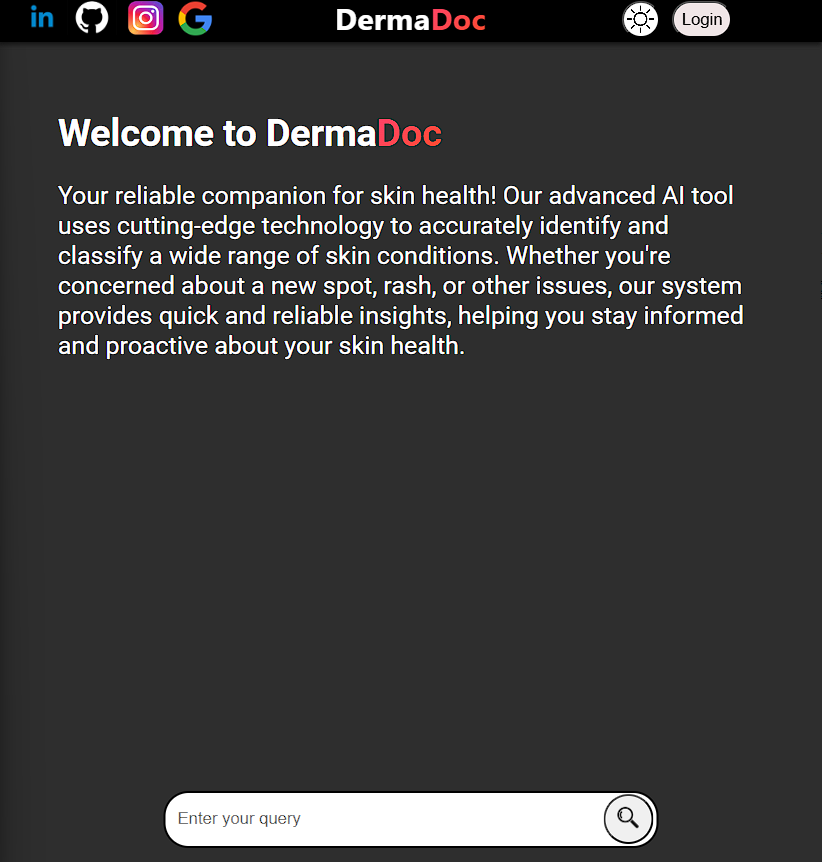 in
DermaDoc
Login
Welcome to DermaDoc
Your reliable companion for skin health! Our advanced AI tool
uses cutting-edge technology to accurately identify and
classify a wide range of skin conditions. Whether you're
concerned about a new spot, rash, or other issues, our system
provides quick and reliable insights, helping you stay informed
and proactive about your skin health.
Enter your query